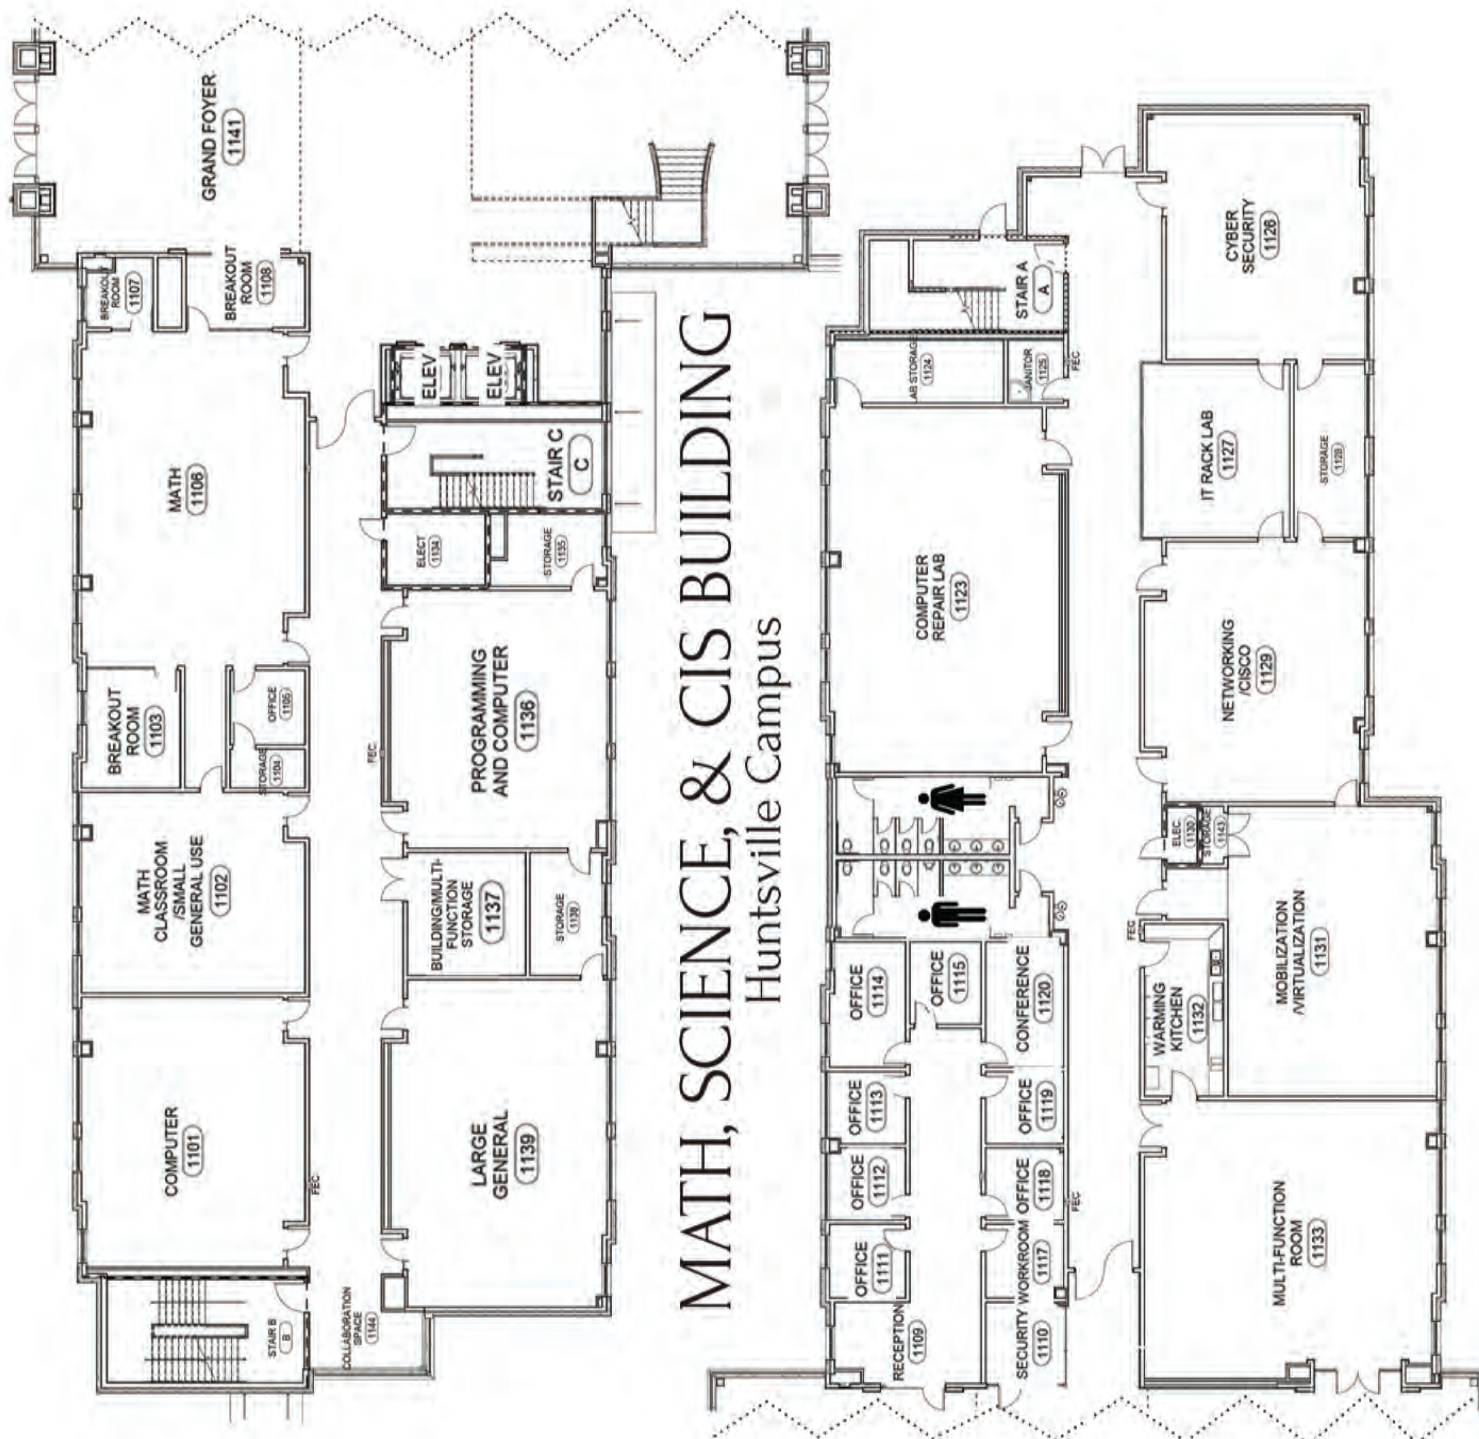 MATH, SCIENCE, & CIS BUILDING
Huntsville Campus
GRAND FOYER
1141
BREAKOUT
ROOM
1107
BREAKOUT
ROOM
1108
MATH
1106
BREAKOUT
ROOM
1103
OFFICE
1105
STORAGE
1104
MATH
CLASSROOM
/SMALL
GENERAL USE
1102
COMPUTER
1101
FEC
STAIR B
B
COLLABORATION
SPACE
1144
ELEV
ELEV
STAIR C
C
ELECT
1134
STORAGE
1135
PROGRAMMING
AND COMPUTER
1136
FEC
BUILDING/MULTI-
FUNCTION
STORAGE
1137
STORAGE
1138
LARGE
GENERAL
1139
STAIR A
A
LAB STORAGE
1124
JANITOR
1125
FEC
COMPUTER
REPAIR LAB
1123
OFFICE
1114
OFFICE
1115
CONFERENCE
1120
OFFICE
1113
OFFICE
1119
OFFICE
1112
OFFICE
1118
FEC
OFFICE
1111
WORKROOM
1117
RECEPTION
1109
SECURITY
1110
CYBER
SECURITY
1126
IT RACK LAB
1127
STORAGE
1128
NETWORKING
/CISCO
1129
ELEC.
1130
STORAGE
1143
FEC
MOBILIZATION
/VIRTUALIZATION
1131
WARMING
KITCHEN
1132
MULTI-FUNCTION
ROOM
1133